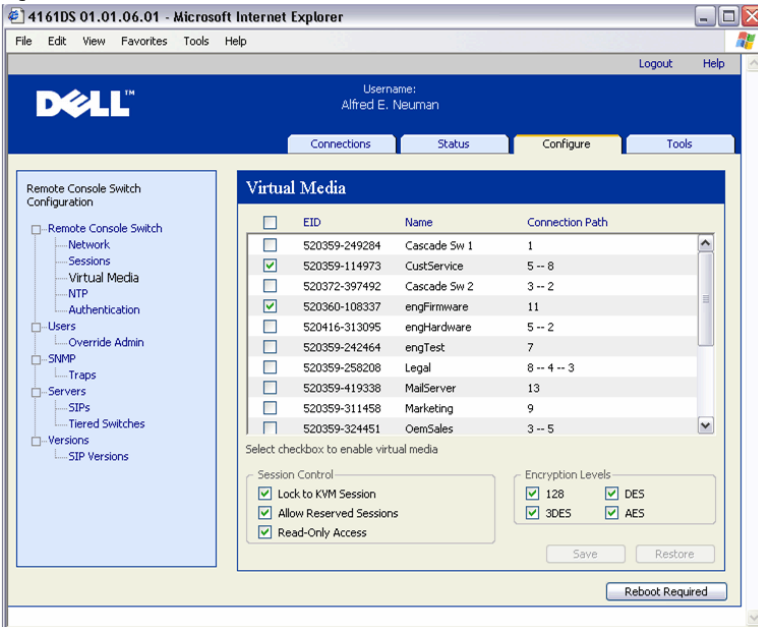 4161DS 01.01.06.01 - Microsoft Internet Explorer
File Edit View Favorites Tools Help
Logout Help
DELL™
Username:
Alfred E. Neuman
Connections Status Configure Tools
Remote Console Switch
Configuration
Remote Console Switch
Network
Sessions
Virtual Media
NTP
Authentication
Users
Override Admin
SNMP
Traps
Servers
SIPs
Tiered Switches
Versions
SIP Versions
Virtual Media
EID Name Connection Path
520359-249284 Cascade Sw 1 1
520359-114973 CustService 5 -- 8
520372-397492 Cascade Sw 2 3 -- 2
520360-108337 engFirmware 11
520416-313095 engHardware 5 -- 2
520359-242464 engTest 7
520359-258208 Legal 8 -- 4 -- 3
520359-419338 MailServer 13
520359-311458 Marketing 9
520359-324451 OemSales 3 -- 5
Select checkbox to enable virtual media
Session Control
Lock to KVM Session
Allow Reserved Sessions
Read-Only Access
Encryption Levels
128 DES
3DES AES
Save Restore
Reboot Required